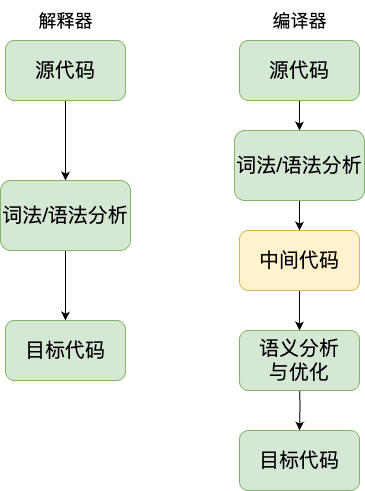 解释器
源代码
词法/语法分析
目标代码
编译器
源代码
词法/语法分析
中间代码
语义分析
与优化
目标代码